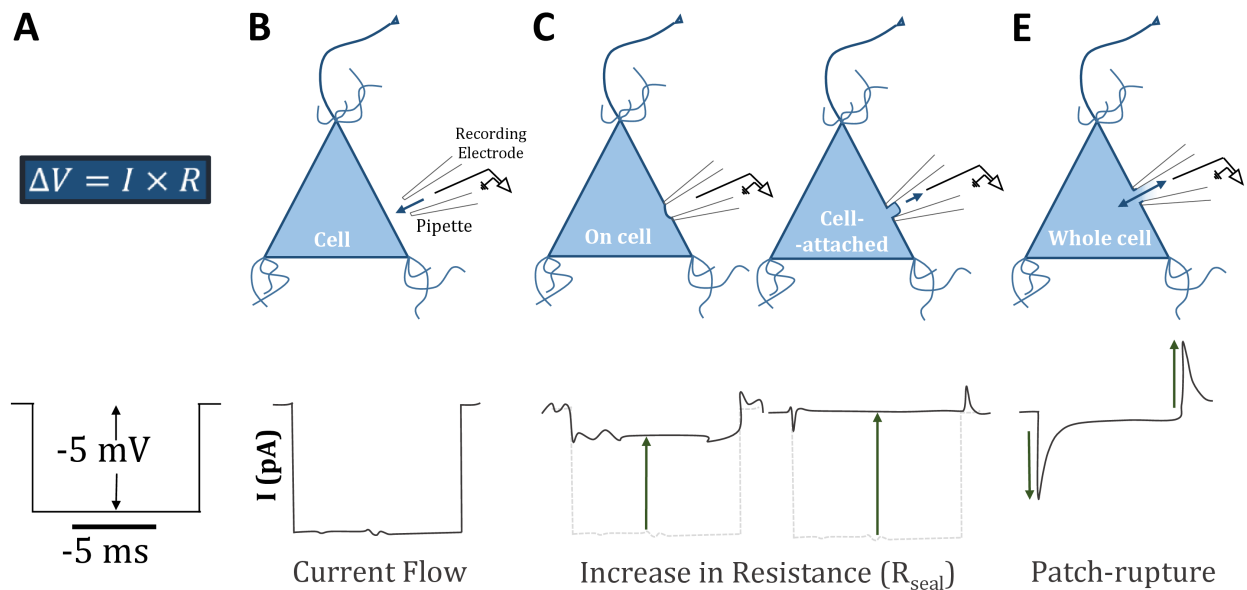 A
B
C
E
ΔV = I × R
Recording
Electrode
Pipette
Cell
On cell
Cell-
-attached
Whole cell
-5 mV
-5 ms
I (pA)
Current Flow
Increase in Resistance (Rseal)
Patch-rupture